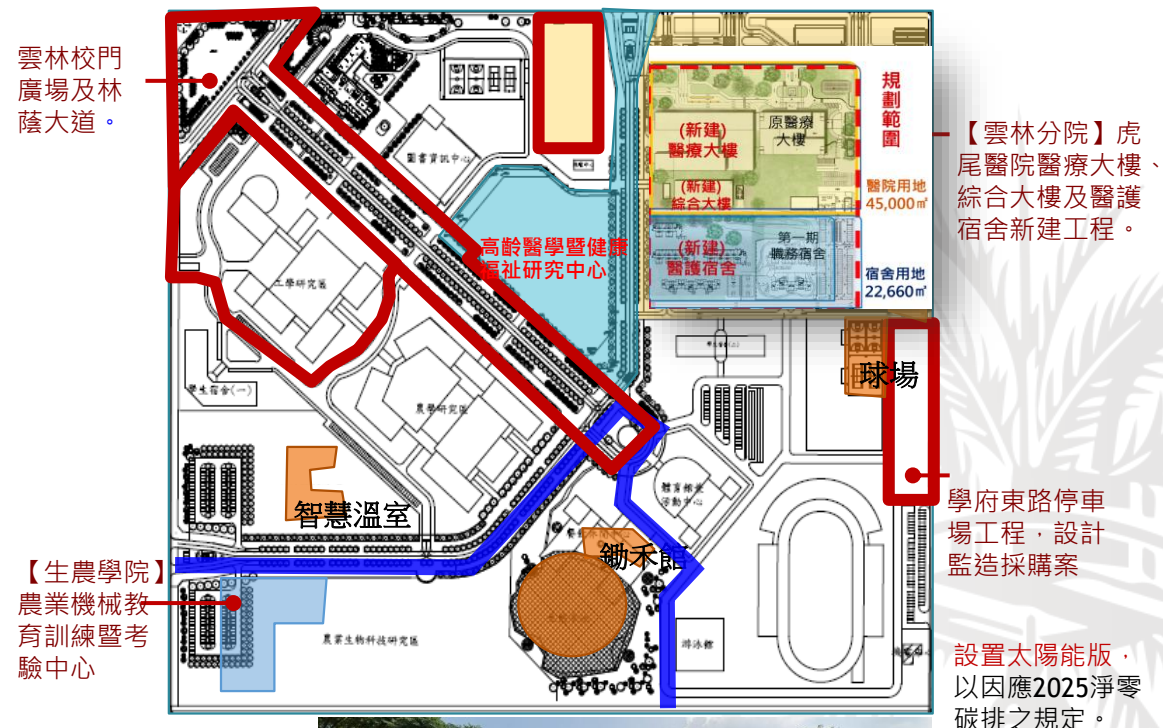 雲林校門
廣場及林
蔭大道。
圖書資訊中心
規劃範圍
(新建)
醫療大樓
原醫療
大樓
(新建)
綜合大樓
醫院用地
45,000㎡
(新建)
醫護宿舍
第一期
職務宿舍
宿舍用地
22,660㎡
【雲林分院】虎
尾醫院醫療大樓、
綜合大樓及醫護
宿舍新建工程。
高齡醫學暨健康
福祉研究中心
工學研究區
學生宿舍(一)
農學研究區
球場
智慧溫室
體育館及
活動中心
鋤禾館
學府東路停車
場工程，設計
監造採購案
【生農學院】
農業機械教
育訓練暨考
驗中心
農業生物科技研究區
游泳館
設置太陽能版，
以因應2025淨零
碳排之規定。